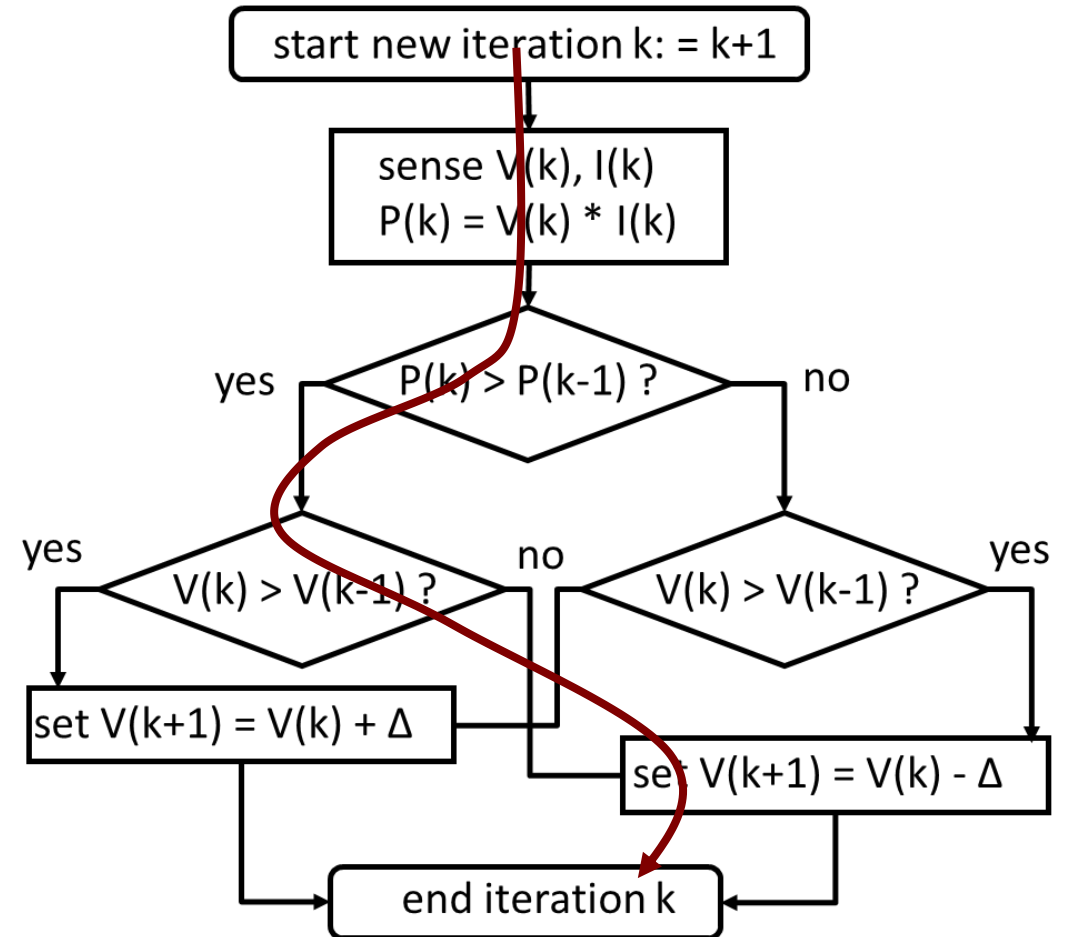 start new iteration k: = k+1
sense V(k), I(k)
P(k) = V(k) * I(k)
yes
P(k) > P(k-1) ?
no
yes
V(k) > V(k-1) ?
no
V(k) > V(k-1) ?
yes
set V(k+1) = V(k) + Δ
set V(k+1) = V(k) - Δ
end iteration k